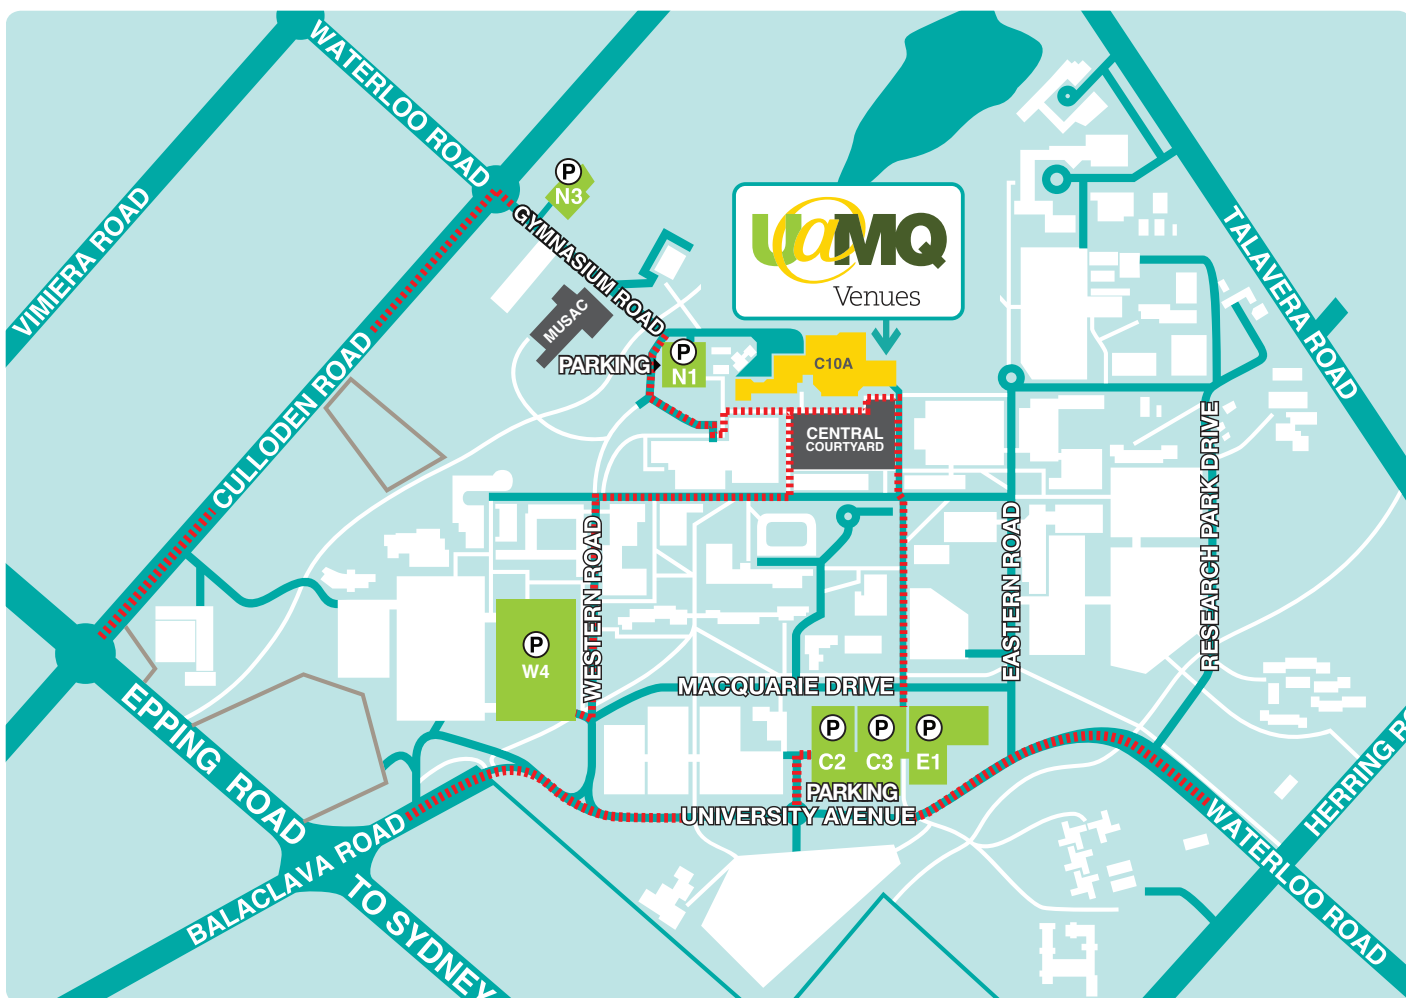 WATERLOO ROAD
VIMIERA ROAD
P
N3
GYMNASIUM ROAD
U@MQ
Venues
TALAVERA ROAD
MUSAC
PARKING
P
N1
C10A
CULLODEN ROAD
CENTRAL
COURTYARD
RESEARCH PARK DRIVE
WESTERN ROAD
EASTERN ROAD
P
W4
MACQUARIE DRIVE
P
C2
P
C3
P
E1
PARKING
UNIVERSITY AVENUE
EPPING ROAD
TO SYDNEY
BALACLAVA ROAD
WATERLOO ROAD
HERRING RO